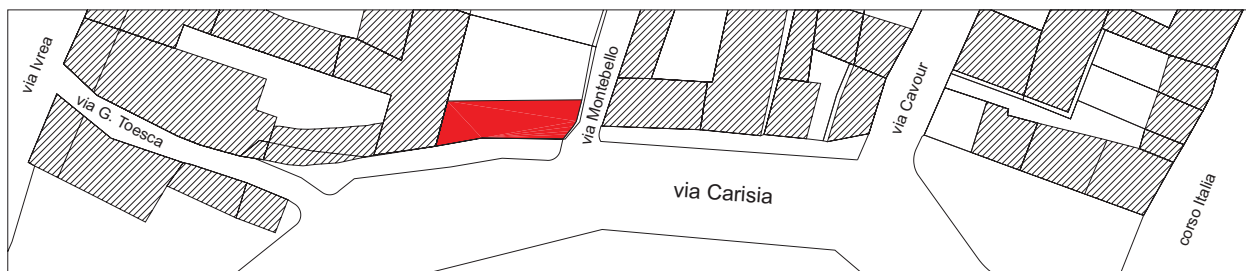 via Ivrea
via G. Toesca
via Montebello
via Carisia
via Cavour
corso Italia